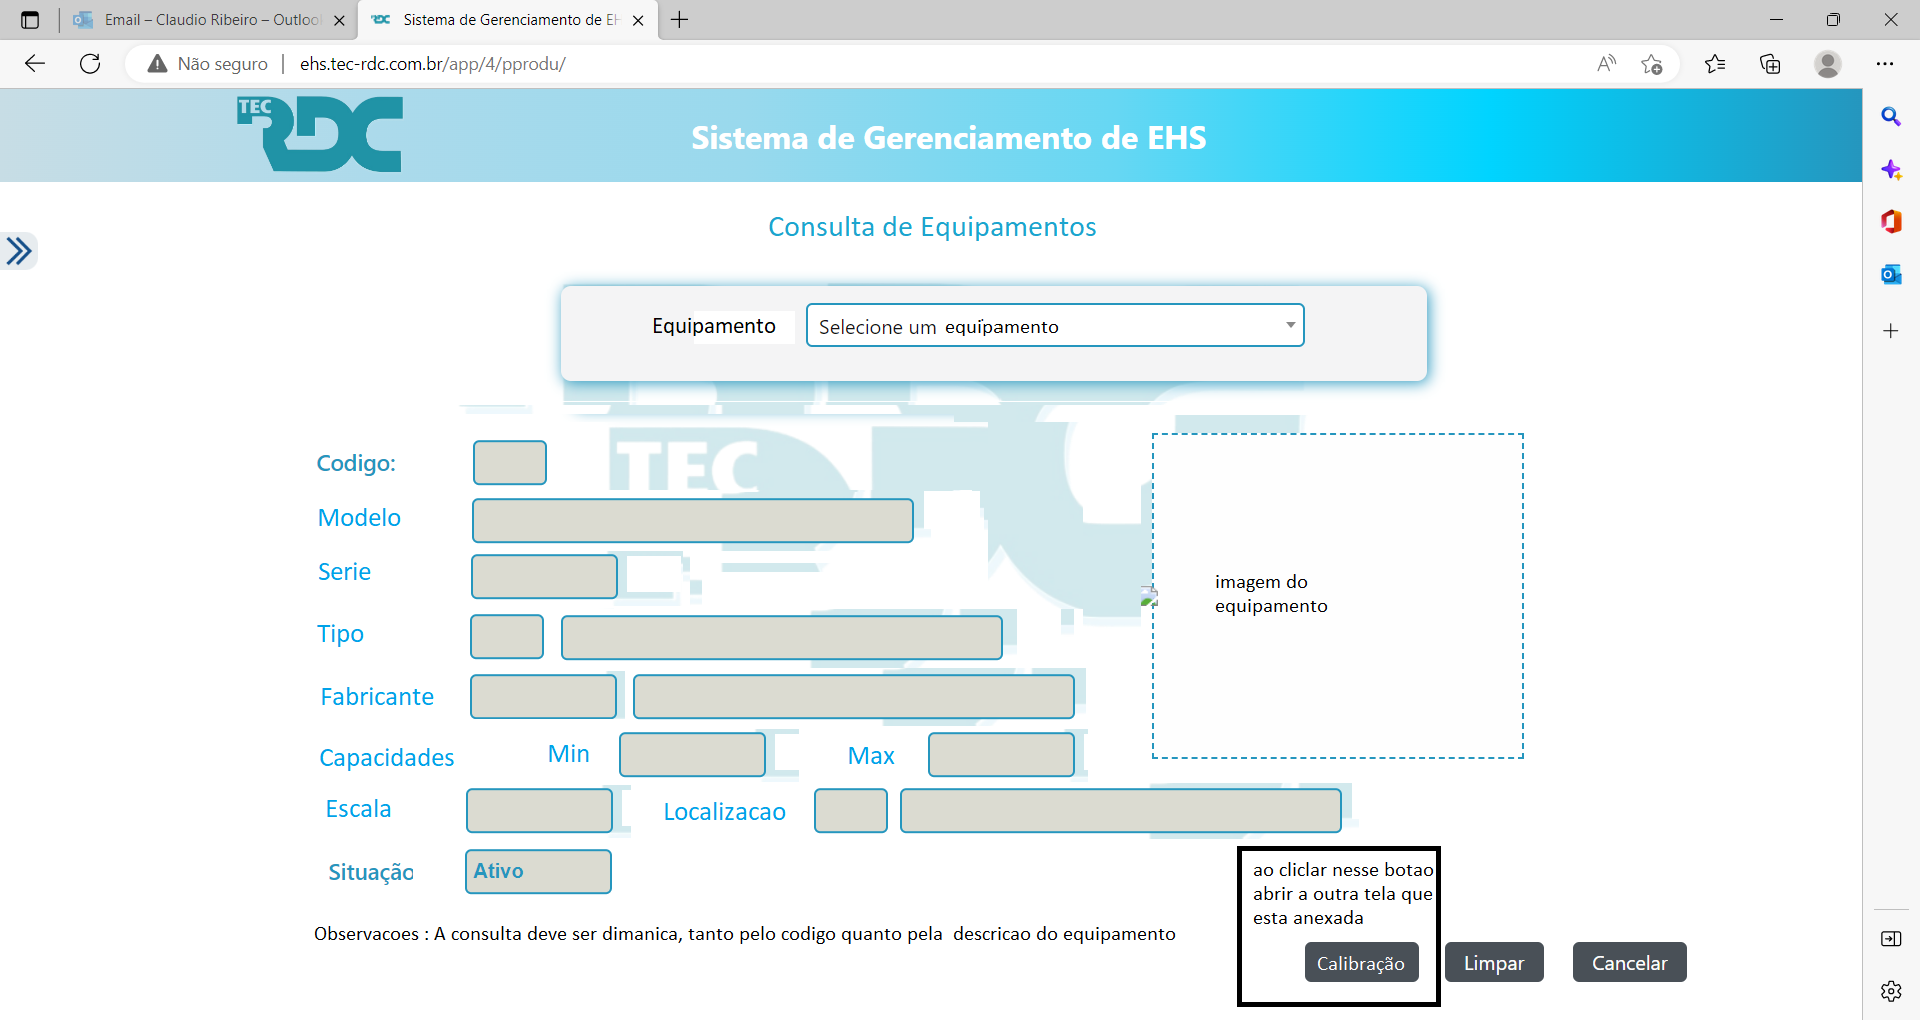 Email – Claudio Ribeiro – Outloo
Sistema de Gerenciamento de EH
Não seguro
ehs.tec-rdc.com.br/app/4/pprodu/
TEC RDC
Sistema de Gerenciamento de EHS
Consulta de Equipamentos
Equipamento
Selecione um equipamento
TEC
Codigo:
Modelo
Serie
imagem do
equipamento
Tipo
Fabricante
Capacidades Min Max
Escala Localizacao
Situação Ativo
ao cliclar nesse botao
abrir a outra tela que
esta anexada
Observacoes : A consulta deve ser dimanica, tanto pelo codigo quanto pela descricao do equipamento
Calibração Limpar Cancelar